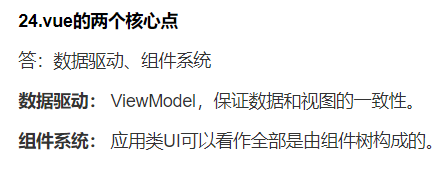 24.vue的两个核心点
答：数据驱动、组件系统
数据驱动： ViewModel，保证数据和视图的一致性。
组件系统： 应用类UI可以看作全部是由组件树构成的。